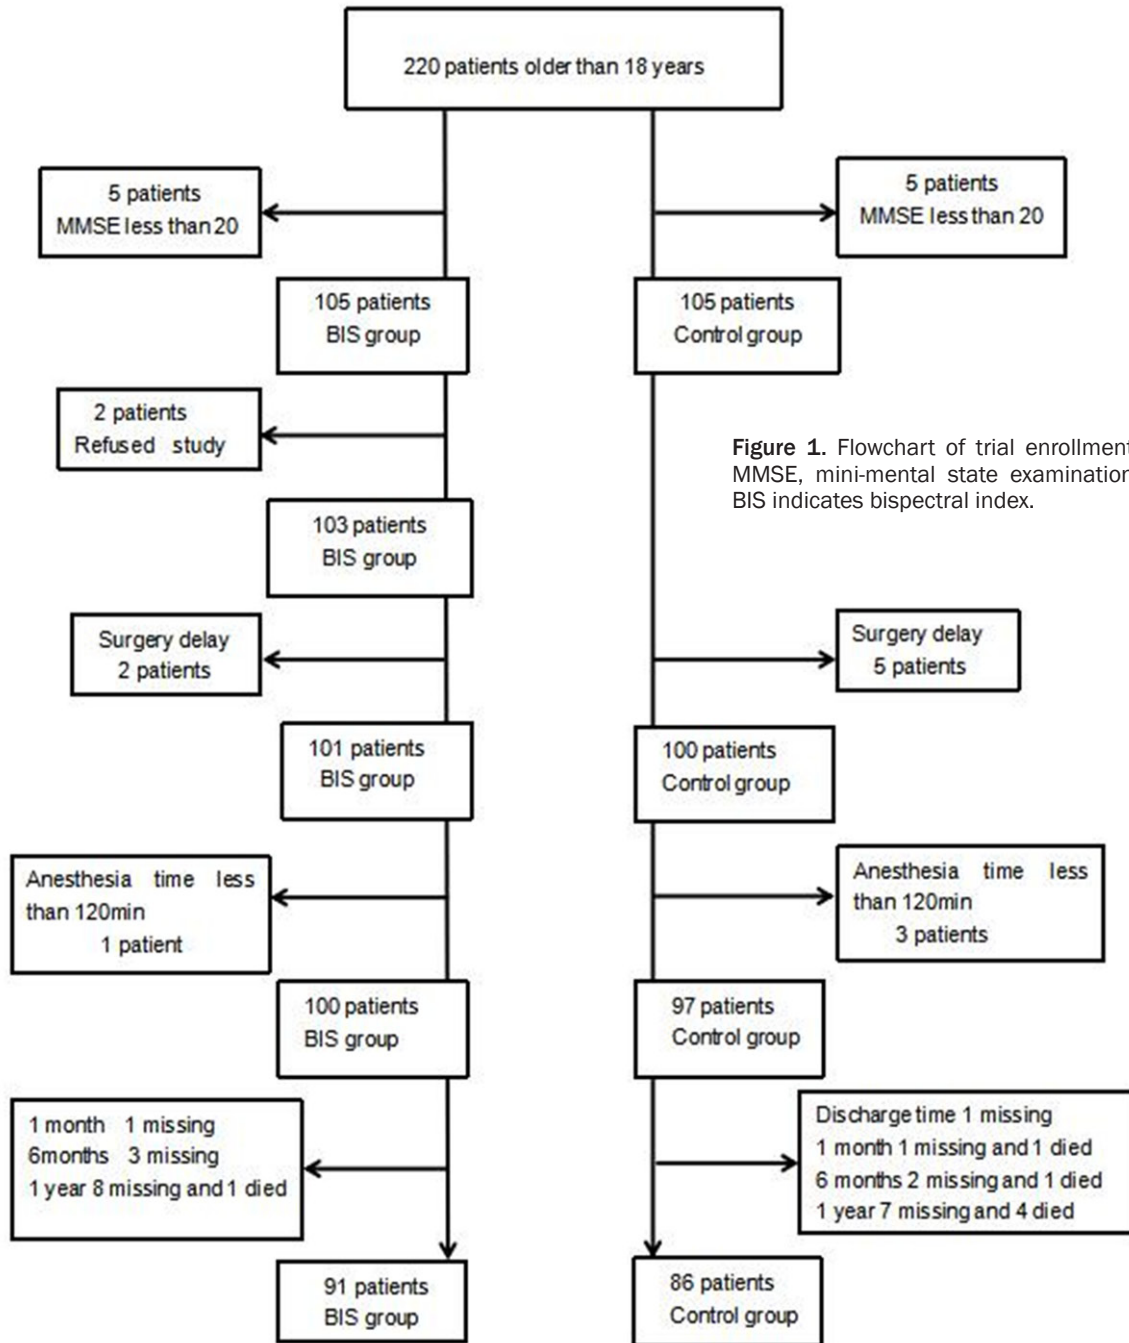 220 patients older than 18 years
5 patients
MMSE less than 20
5 patients
MMSE less than 20
105 patients
BIS group
105 patients
Control group
2 patients
Refused study
Figure 1. Flowchart of trial enrollment
MMSE, mini-mental state examination
BIS indicates bispectral index.
103 patients
BIS group
Surgery delay
2 patients
Surgery delay
5 patients
101 patients
BIS group
100 patients
Control group
Anesthesia time less
than 120min
1 patient
Anesthesia time less
than 120min
3 patients
100 patients
BIS group
97 patients
Control group
1 month 1 missing
6months 3 missing
1 year 8 missing and 1 died
Discharge time 1 missing
1 month 1 missing and 1 died
6 months 2 missing and 1 died
1 year 7 missing and 4 died
91 patients
BIS group
86 patients
Control group